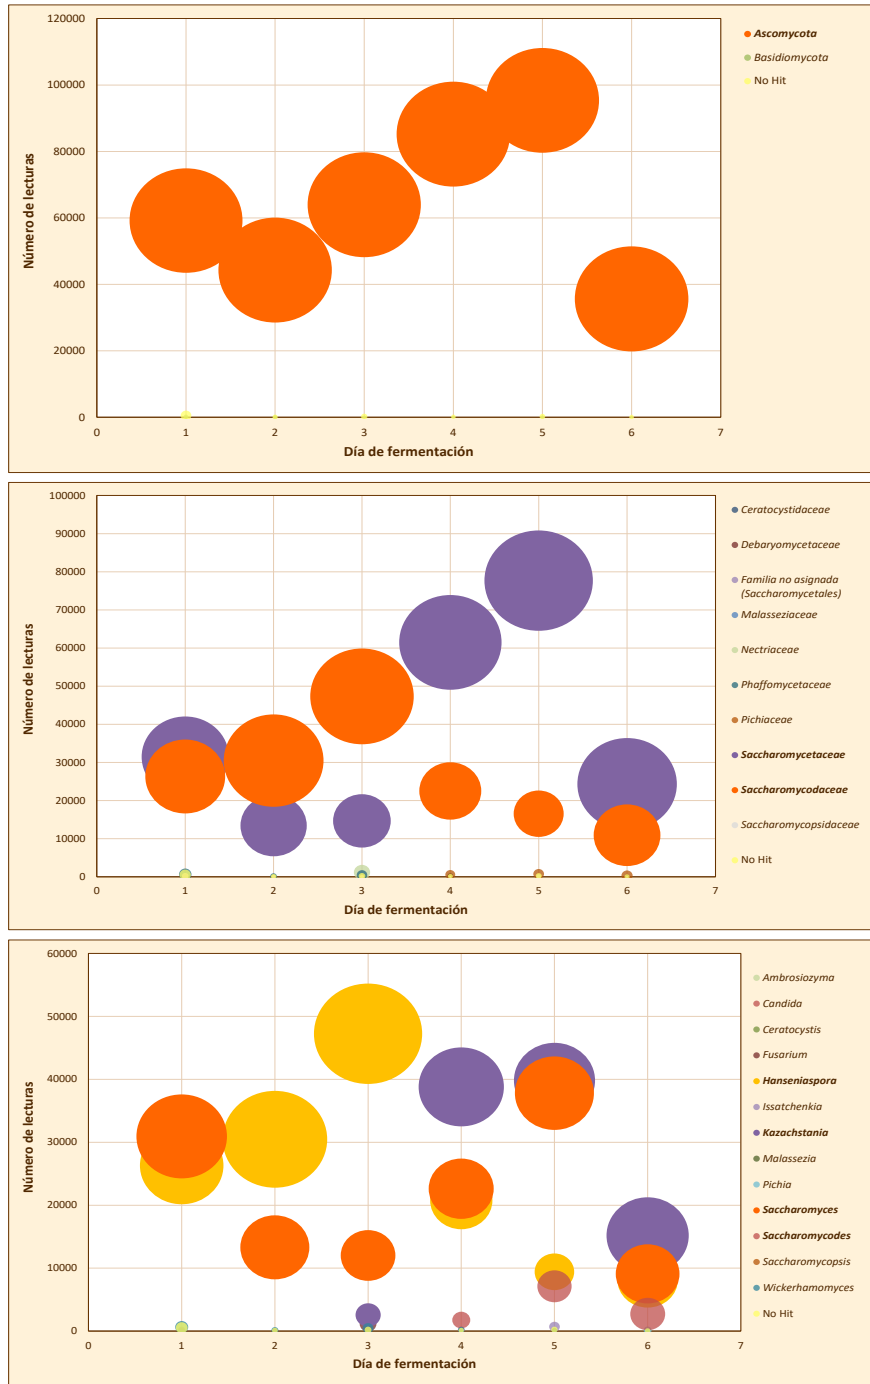 120000
100000
80000
60000
40000
20000
0
Número de lecturas
0 1 2 3 4 5 6 7
Día de fermentación
Ascomycota
Basidiomycota
No Hit
100000
90000
80000
70000
60000
50000
40000
30000
20000
10000
0
Número de lecturas
0 1 2 3 4 5 6 7
Día de fermentación
Ceratocystidaceae
Debaryomycetaceae
Familia no asignada
(Saccharomycetales)
Malasseziaceae
Nectriaceae
Phaffomycetaceae
Pichiaceae
Saccharomycetaceae
Saccharomycodaceae
Saccharomycopsidaceae
No Hit
60000
50000
40000
30000
20000
10000
0
Número de lecturas
0 1 2 3 4 5 6 7
Día de fermentación
Ambrosiozyma
Candida
Ceratocystis
Fusarium
Hanseniaspora
Issatchenkia
Kazachstania
Malassezia
Pichia
Saccharomyces
Saccharomycodes
Saccharomycopsis
Wickerhamomyces
No Hit